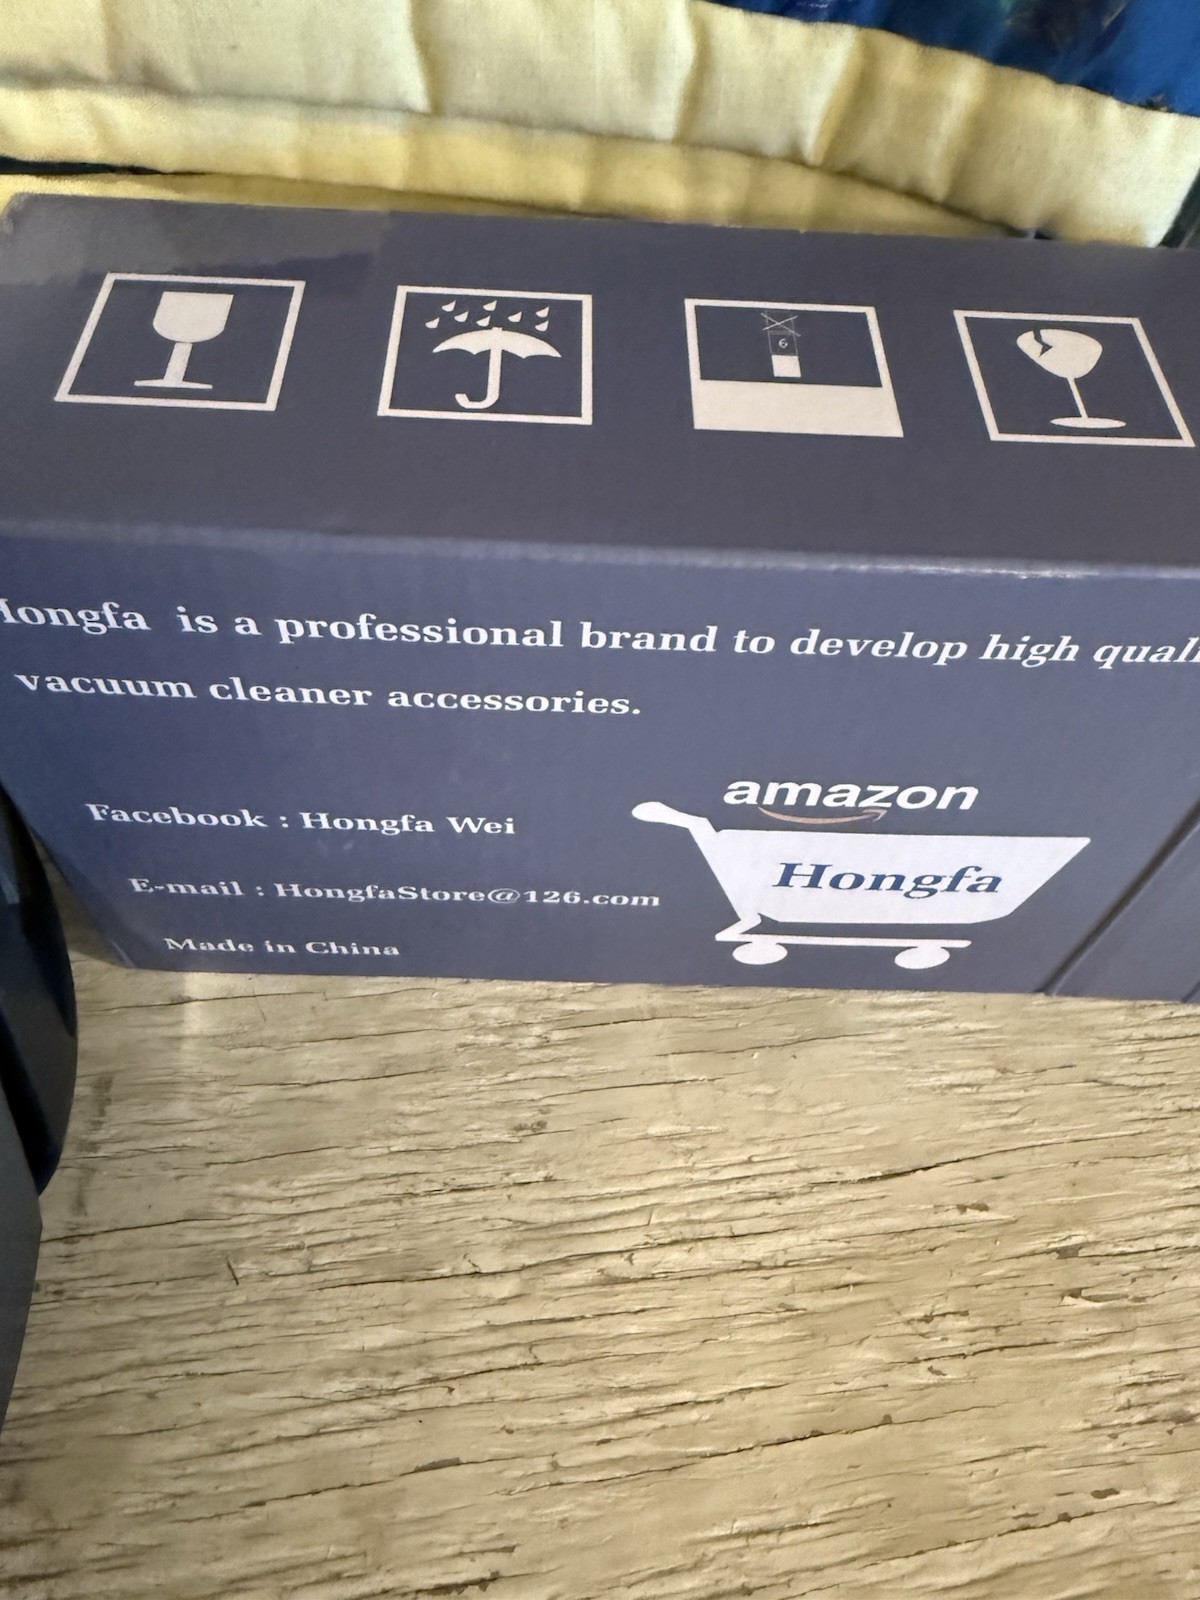 6
Hongfa is a professional brand to develop high
vacuum cleaner accessories.
amazon
Facebook : Hongfa Wei
Hongfa
E-mail : HongfaStore@126.com
Made in China